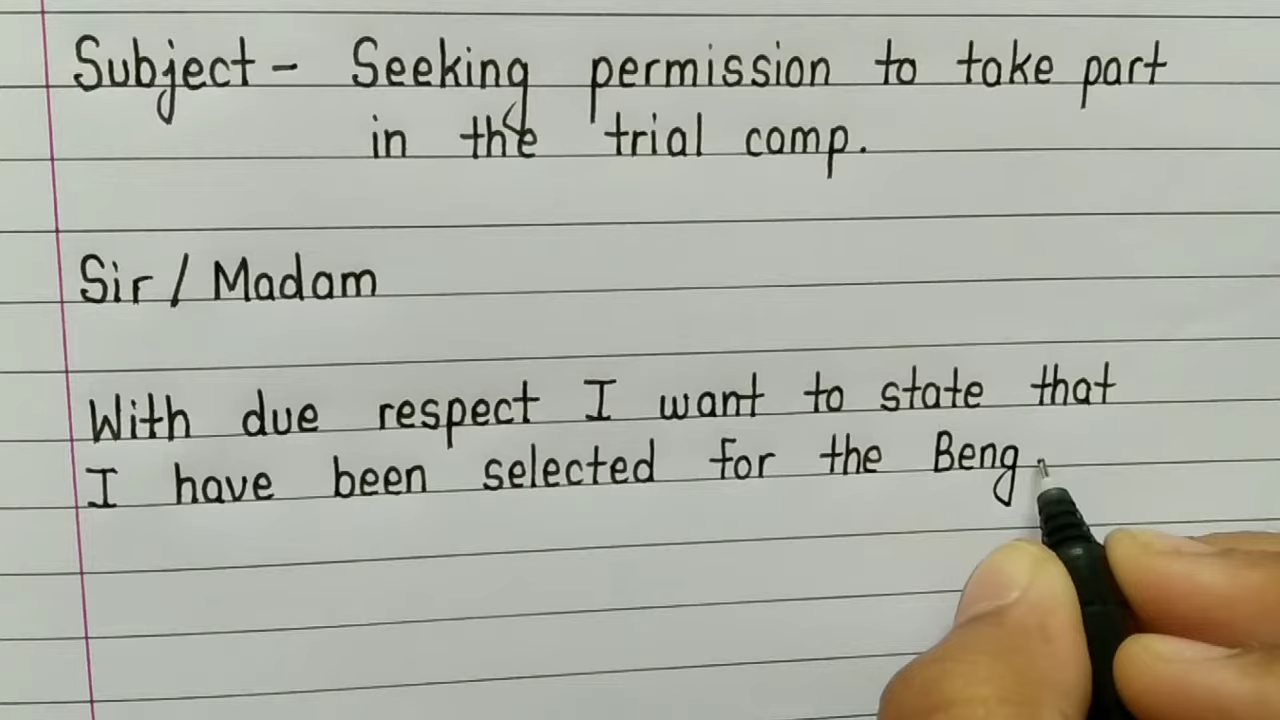 Subject - Seeking permission to take part
in the trial camp.
Sir / Madam
With due respect I want to state that
I have been selected for the Beng